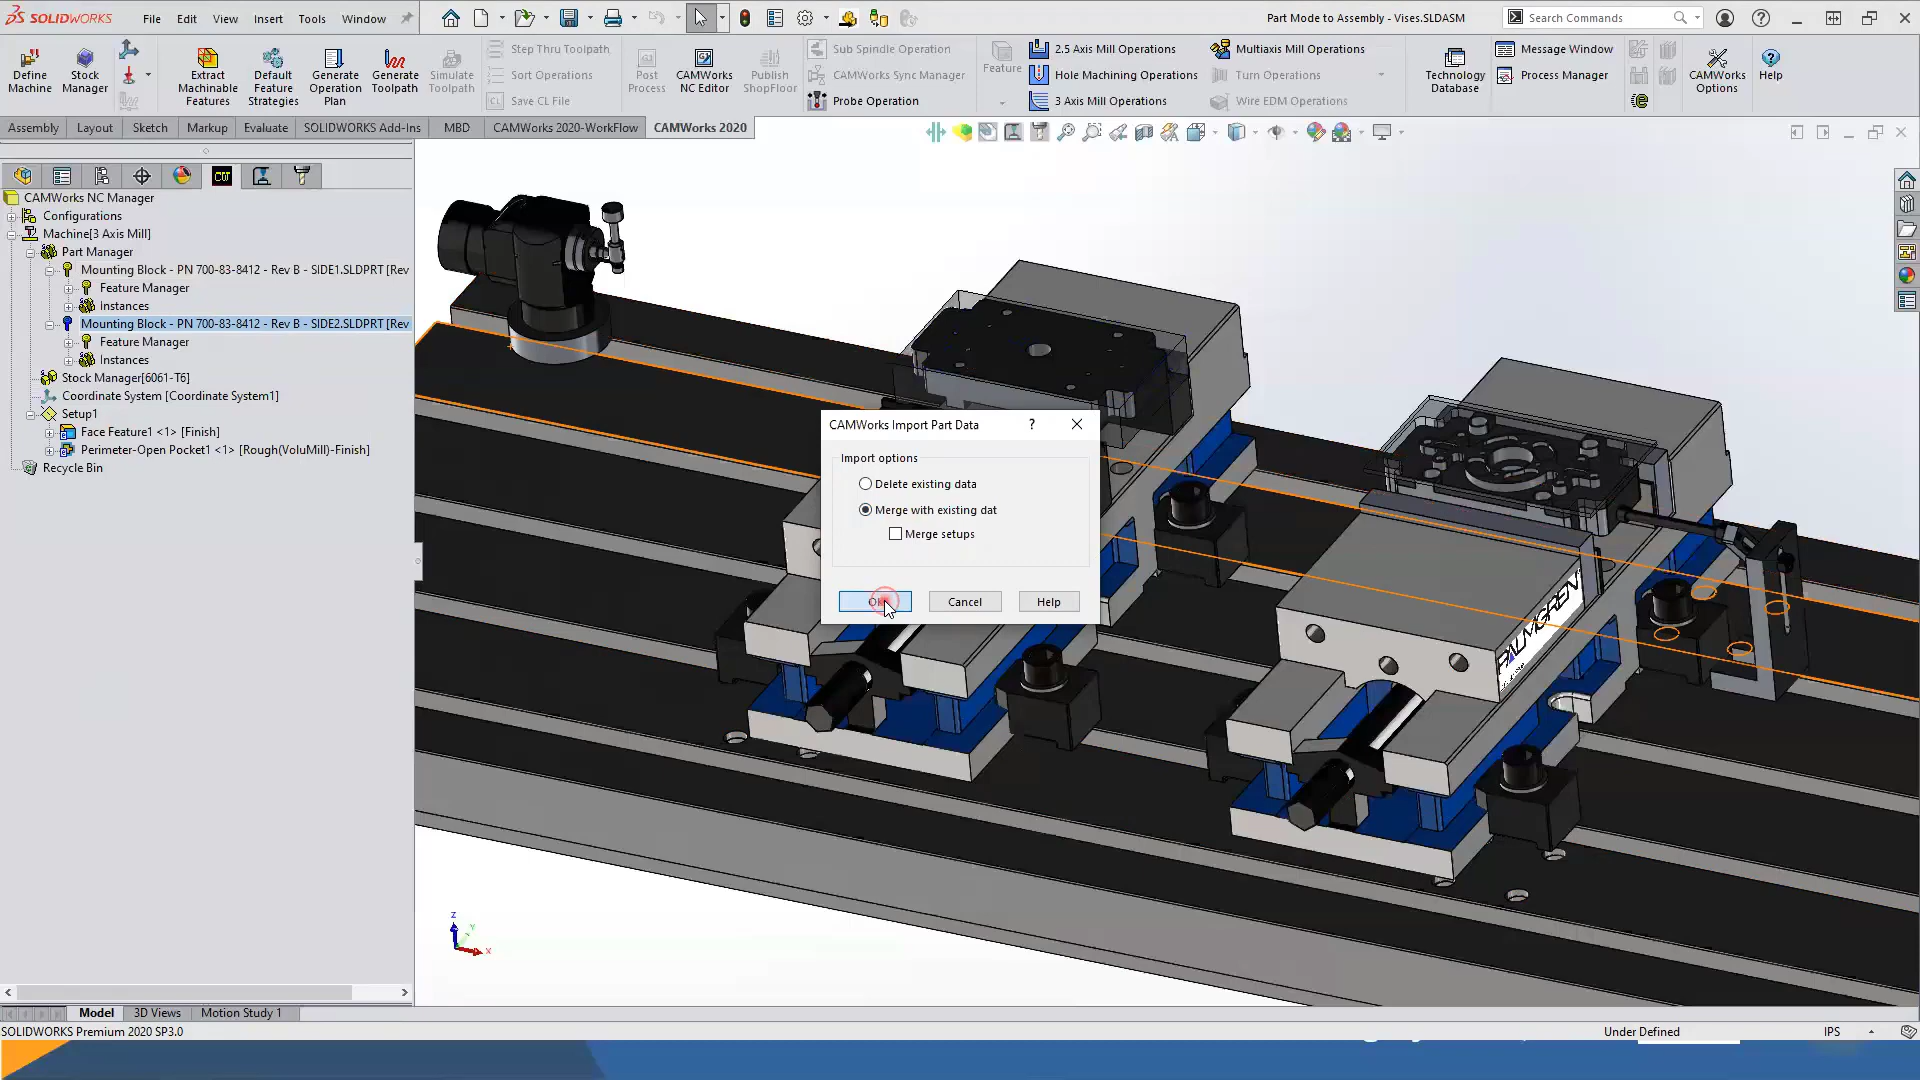 SOLIDWORKS
File
Edit
View
Insert
Tools
Window
Part Mode to Assembly - Vises.SLDASM
Search Commands
Define Machine
Stock Manager
Extract Machinable Features
Default Feature Strategies
Generate Operation Plan
Generate Toolpath
Simulate Toolpath
Step Thru Toolpath
Sort Operations
Save CL File
Post Process
CAMWorks NC Editor
Publish ShopFloor
Sub Spindle Operation
CAMWorks Sync Manager
Probe Operation
Feature
2.5 Axis Mill Operations
Hole Machining Operations
3 Axis Mill Operations
Multiaxis Mill Operations
Turn Operations
Wire EDM Operations
Technology Database
Message Window
Process Manager
CAMWorks Options
Help
Assembly
Layout
Sketch
Markup
Evaluate
SOLIDWORKS Add-Ins
MBD
CAMWorks 2020-WorkFlow
CAMWorks 2020
CAMWorks NC Manager
Configurations
Machine[3 Axis Mill]
Part Manager
Mounting Block - PN 700-83-8412 - Rev B - SIDE1.SLDPRT [Rev
Feature Manager
Instances
Mounting Block - PN 700-83-8412 - Rev B - SIDE2.SLDPRT [Rev
Feature Manager
Instances
Stock Manager[6061-T6]
Coordinate System [Coordinate System1]
Setup1
Face Feature1 <1> [Finish]
Perimeter-Open Pocket1 <1> [Rough(VoluMill)-Finish]
Recycle Bin
CAMWorks Import Part Data
Import options
Delete existing data
Merge with existing dat
Merge setups
Cancel
Help
PALMGREN
z
y
x
Model
3D Views
Motion Study 1
SOLIDWORKS Premium 2020 SP3.0
Under Defined
IPS